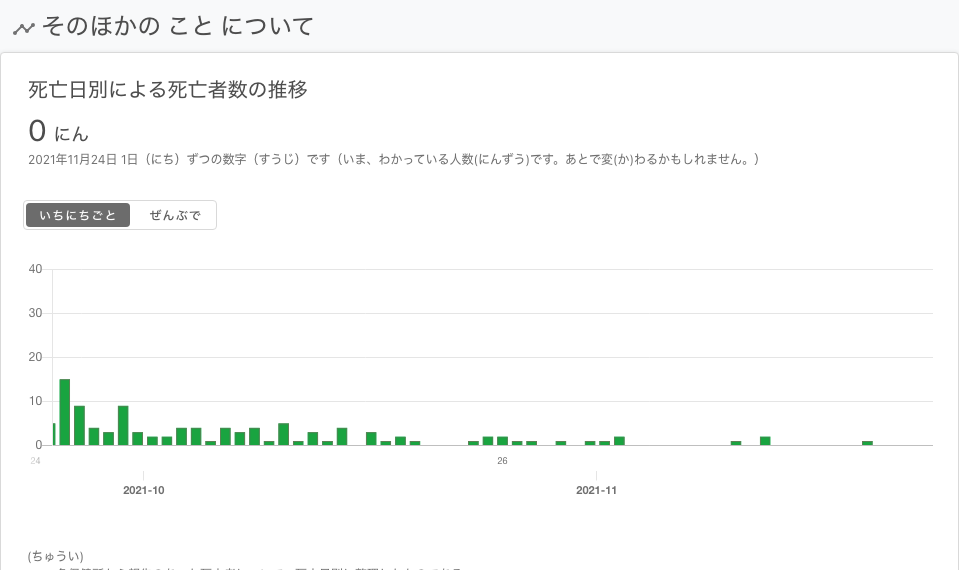 そのほかの こと について
死亡日別による死亡者数の推移
0 にん
2021年11月24日 1日（にち）ずつの数字（すうじ）です（いま、わかっている人数(にんずう)です。あとで変(か)わるかもしれません。）
いちにちごと ぜんぶで
40
30
20
10
0
24 26
2021-10 2021-11
(ちゅうい)